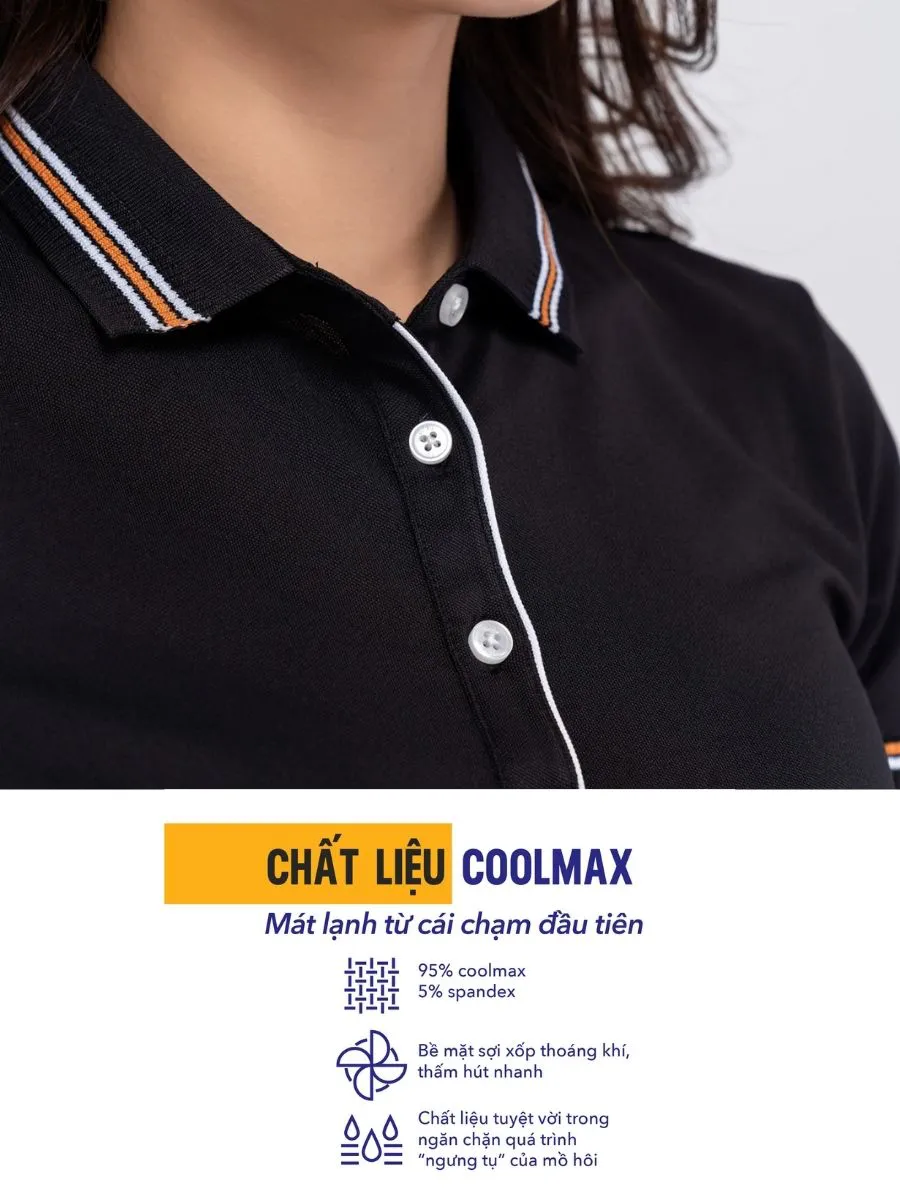 CHẤT LIỆU COOLMAX
Mát lạnh từ cái chạm đầu tiên
95% coolmax
5% spandex
Bề mặt sợi xốp thoáng khí,
thấm hút nhanh
Chất liệu tuyệt vời trong
ngăn chặn quá trình
“ngưng tụ” của mồ hôi